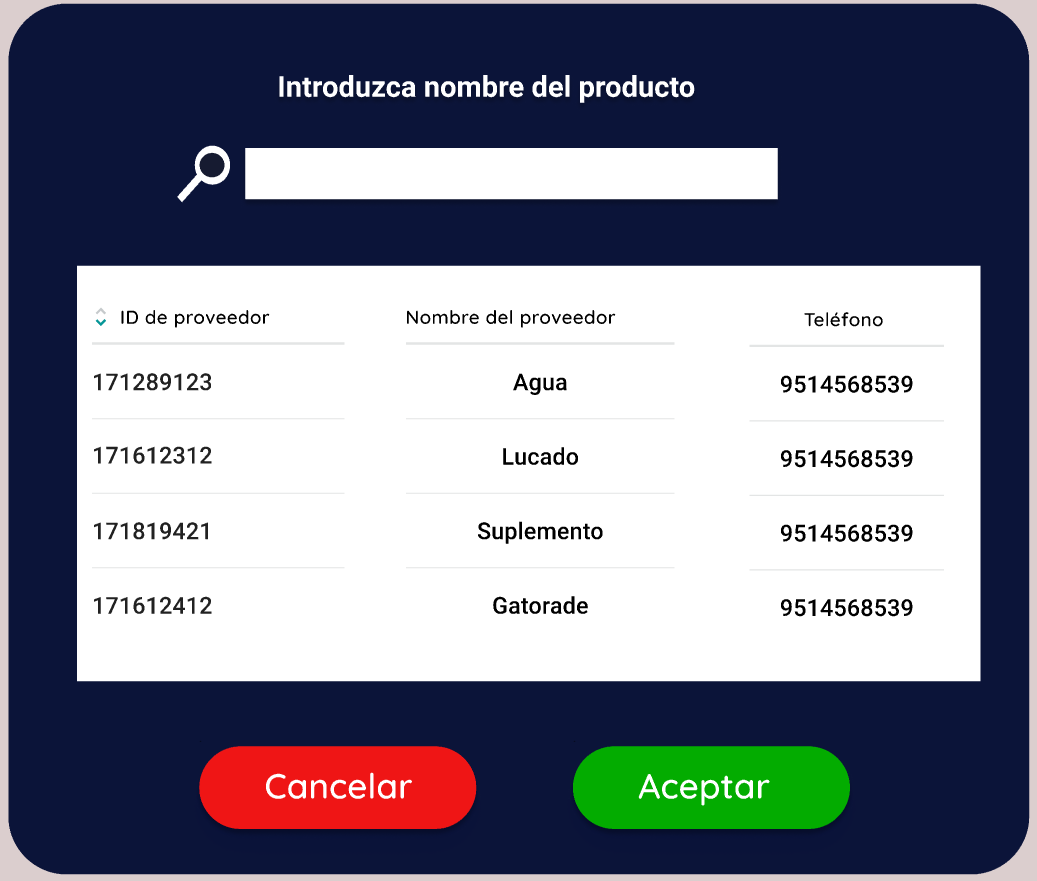 Introduzca nombre del producto
ID de proveedor Nombre del proveedor Teléfono
171289123 Agua 9514568539
171612312 Lucado 9514568539
171819421 Suplemento 9514568539
171612412 Gatorade 9514568539
Cancelar Aceptar